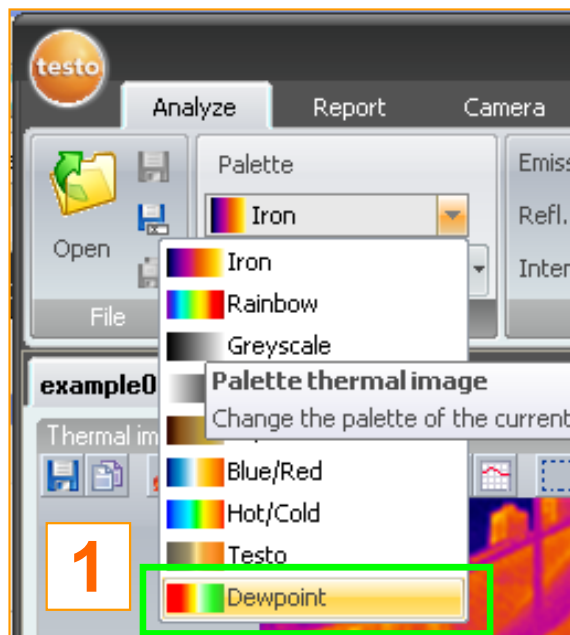 testo
Analyze Report Camera
Palette
Emiss
Iron
Refl.
Open
Inter
File
Iron
Rainbow
Greyscale
example0
Palette thermal image
Change the palette of the current
Thermal im
Blue/Red
Hot/Cold
Testo
1
Dewpoint